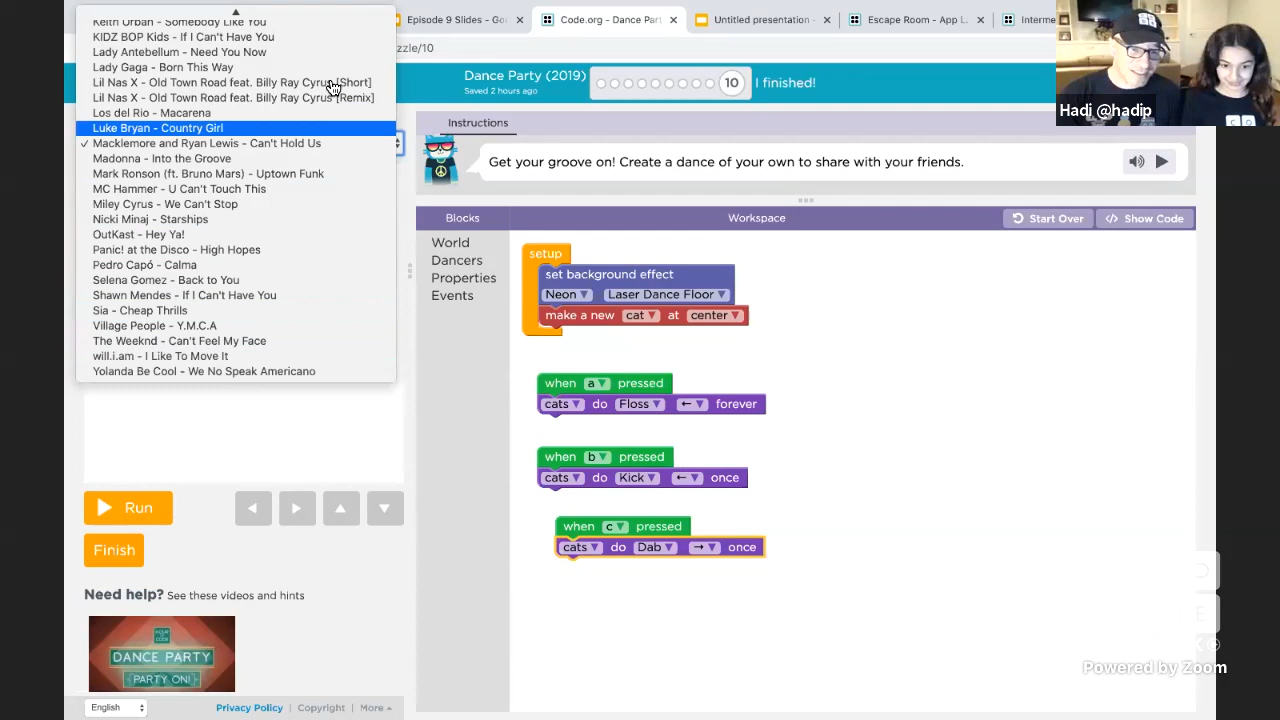 Keith Urban - Somebody Like You
KIDZ BOP Kids - If I Can't Have You
Lady Antebellum - Need You Now
Lady Gaga - Born This Way
Lil Nas X - Old Town Road feat. Billy Ray Cyrus [Short]
Lil Nas X - Old Town Road feat. Billy Ray Cyrus [Remix]
Los del Rio - Macarena
Luke Bryan - Country Girl
✓ Macklemore and Ryan Lewis - Can't Hold Us
Madonna - Into the Groove
Mark Ronson (ft. Bruno Mars) - Uptown Funk
MC Hammer - U Can't Touch This
Miley Cyrus - We Can't Stop
Nicki Minaj - Starships
OutKast - Hey Ya!
Panic! at the Disco - High Hopes
Pedro Capó - Calma
Selena Gomez - Back to You
Shawn Mendes - If I Can't Have You
Sia - Cheap Thrills
Village People - Y.M.C.A
The Weeknd - Can't Feel My Face
will.i.am - I Like To Move It
Yolanda Be Cool - We No Speak Americano
Episode 9 Slides - Go
Code.org - Dance Part
Untitled presentation -
Escape Room - App L
Interme
zzle/10
Dance Party (2019)
Saved 2 hours ago
10
I finished!
Hadi @hadip
Instructions
Get your groove on! Create a dance of your own to share with your friends.
Blocks
Workspace
Start Over
</> Show Code
World
Dancers
Properties
Events
setup
set background effect
Neon Laser Dance Floor
make a new cat at center
when a pressed
cats do Floss ← forever
when b pressed
cats do Kick ← once
when c pressed
cats do Dab → once
Run
Finish
Need help? See these videos and hints
DANCE PARTY
PARTY ON!
English
Privacy Policy | Copyright | More
Powered by Zoom